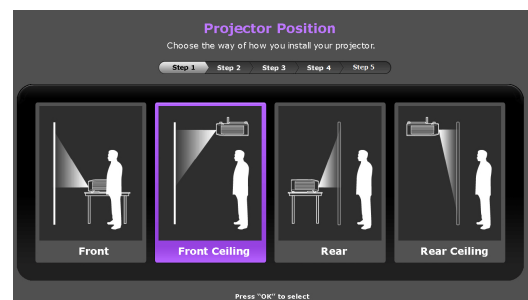 Projector Position
Choose the way of how you install your projector.
Step 1 Step 2 Step 3 Step 4 Step 5
Front Front Ceiling Rear Rear Ceiling
Press "OK" to select